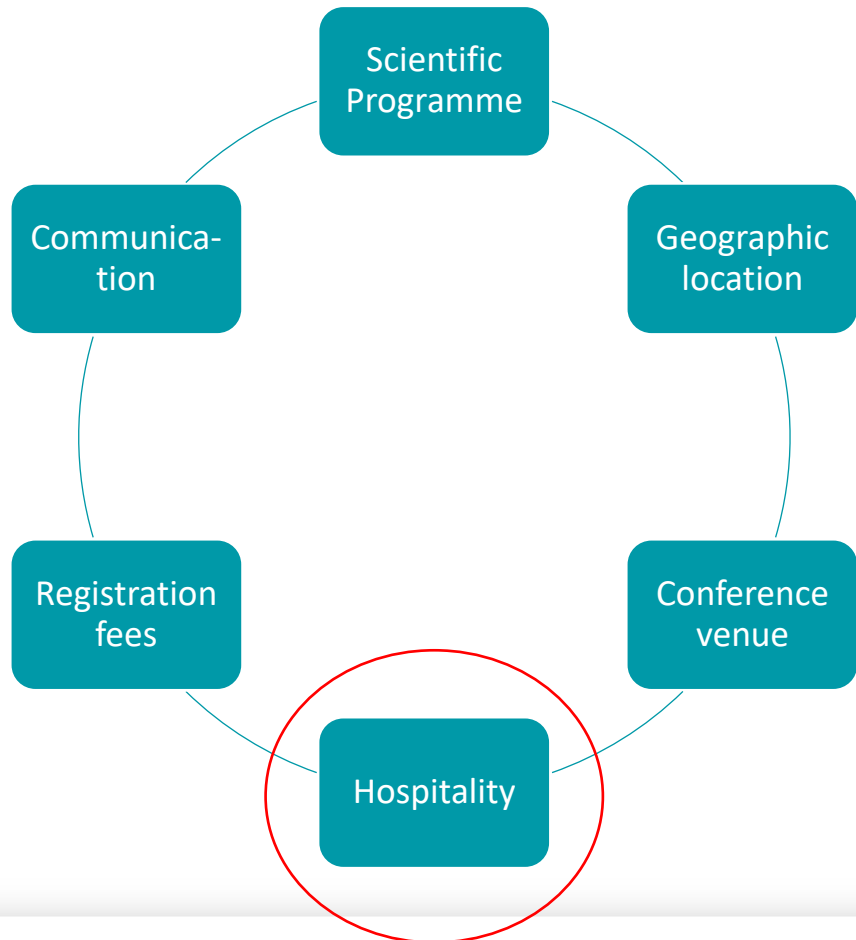 Scientific
Programme
Communica-
tion
Geographic
location
Registration
fees
Conference
venue
Hospitality